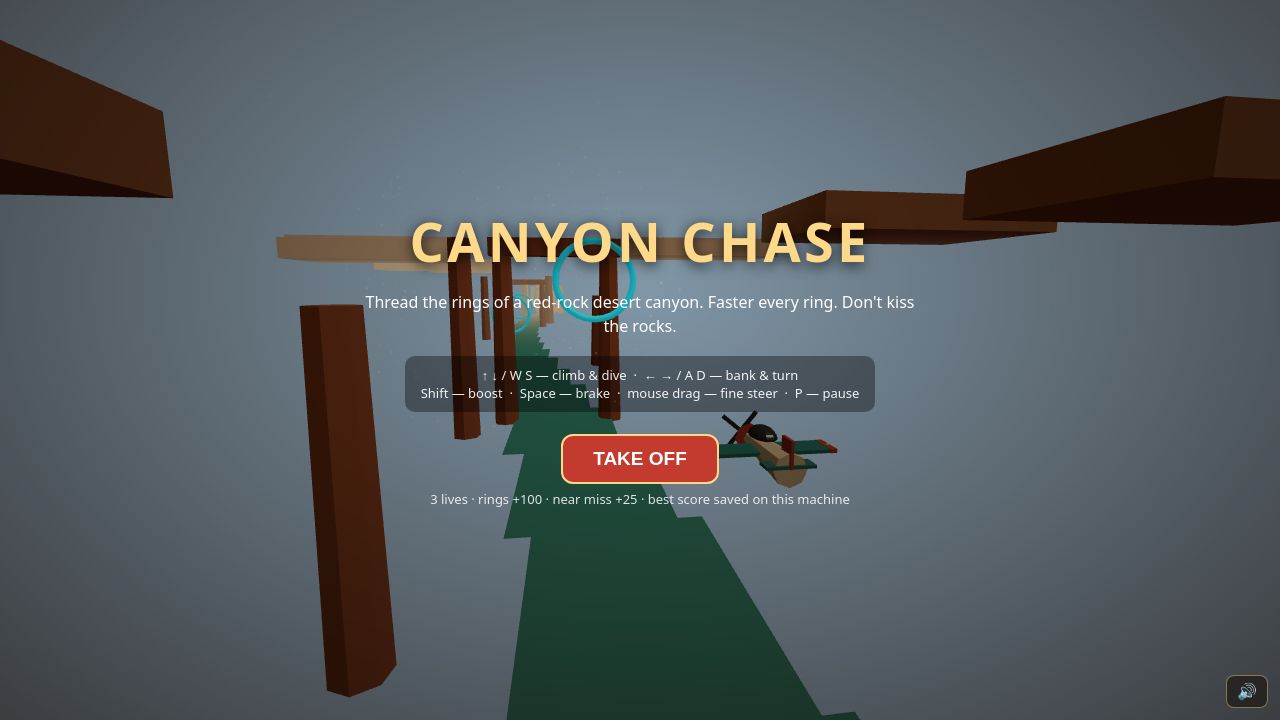 CANYON CHASE
Thread the rings of a red-rock desert canyon. Faster every ring. Don't kiss
the rocks.
↑ ↓ / W S — climb & dive · ← → / A D — bank & turn
Shift — boost · Space — brake · mouse drag — fine steer · P — pause
TAKE OFF
3 lives · rings +100 · near miss +25 · best score saved on this machine